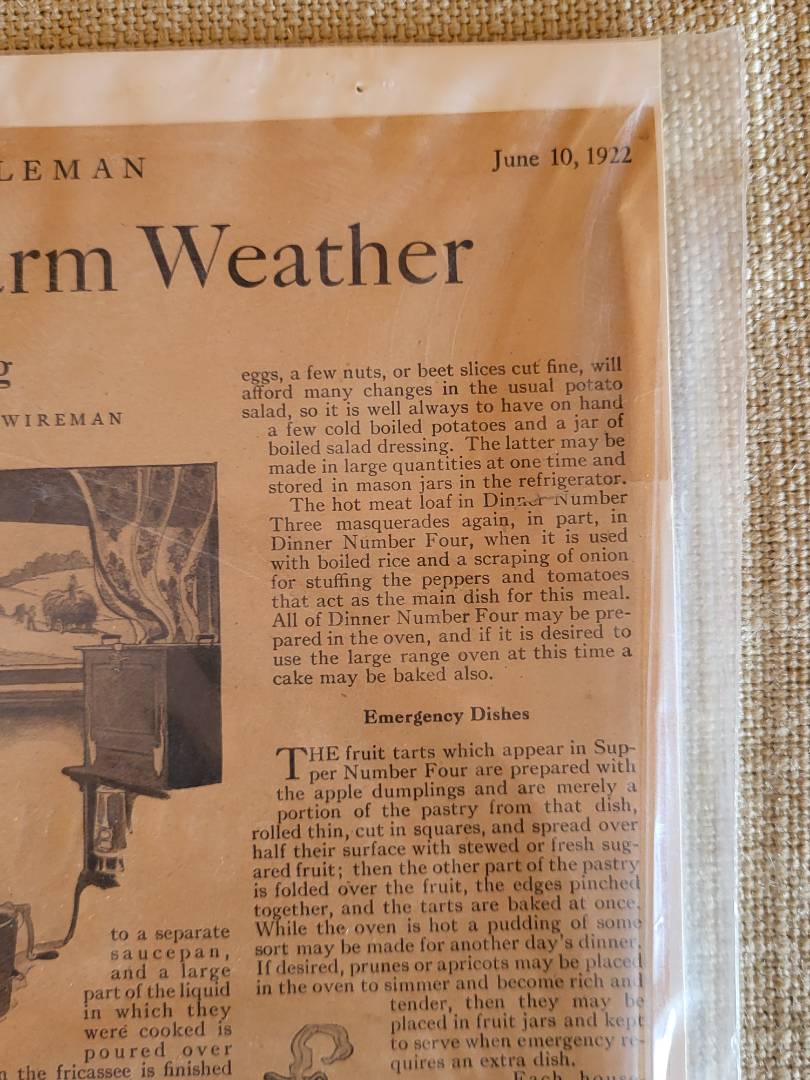 LEMAN
June 10, 1922
arm Weather
g
WIREMAN
eggs, a few nuts, or beet slices cut fine, will
afford many changes in the usual potato
salad, so it is well always to have on hand
a few cold boiled potatoes and a jar of
boiled salad dressing. The latter may be
made in large quantities at one time and
stored in mason jars in the refrigerator.
The hot meat loaf in Dinner Number
Three masquerades again, in part, in
Dinner Number Four, when it is used
with boiled rice and a scraping of onion
for stuffing the peppers and tomatoes
that act as the main dish for this meal.
All of Dinner Number Four may be pre-
pared in the oven, and if it is desired to
use the large range oven at this time a
cake may be baked also.
Emergency Dishes
THE fruit tarts which appear in Sup-
per Number Four are prepared with
the apple dumplings and are merely a
portion of the pastry from that dish,
rolled thin, cut in squares, and spread over
half their surface with stewed or fresh sug-
ared fruit; then the other part of the pastry
is folded over the fruit, the edges pinched
together, and the tarts are baked at once.
While the oven is hot a pudding of some
sort may be made for another day's dinner.
If desired, prunes or apricots may be placed
in the oven to simmer and become rich and
tender, then they may be
placed in fruit jars and kept
to serve when emergency re-
quires an extra dish.
Each house
to a separate
saucepan,
and a large
part of the liquid
in which they
were cooked is
poured over
the fricassee is finished